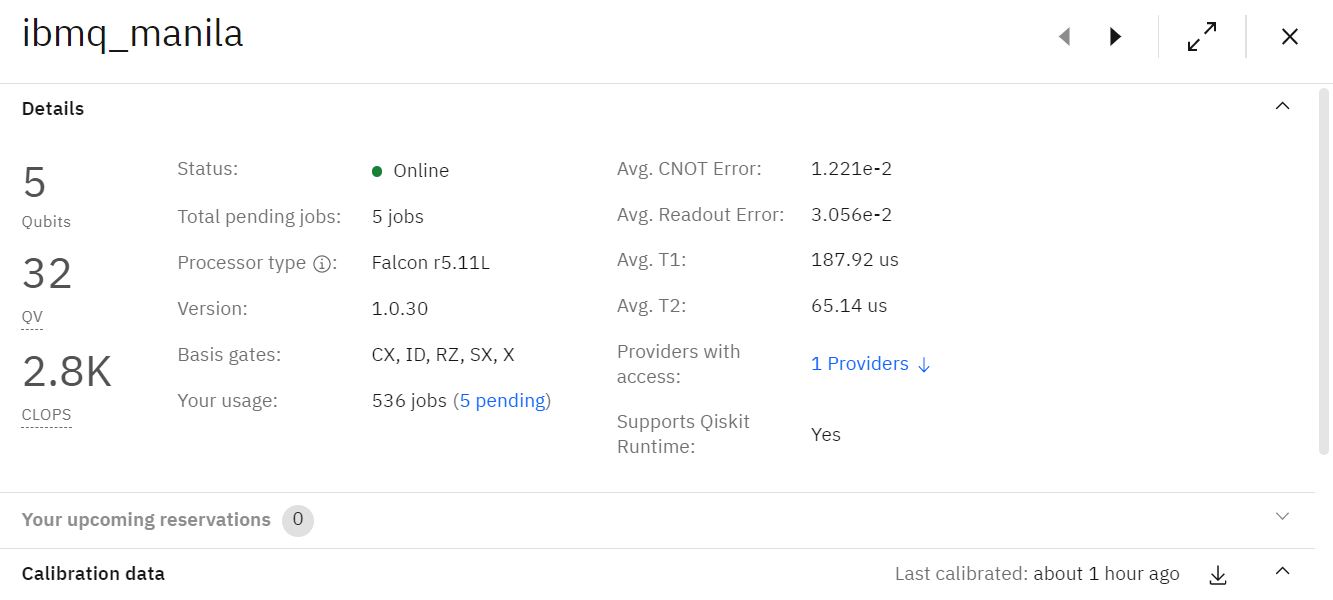 ibmq_manila
Details
5
Qubits
32
QV
2.8K
CLOPS
Status: Online
Total pending jobs: 5 jobs
Processor type ⓘ: Falcon r5.11L
Version: 1.0.30
Basis gates: CX, ID, RZ, SX, X
Your usage: 536 jobs (5 pending)
Avg. CNOT Error: 1.221e-2
Avg. Readout Error: 3.056e-2
Avg. T1: 187.92 us
Avg. T2: 65.14 us
Providers with
access: 1 Providers ↓
Supports Qiskit
Runtime: Yes
Your upcoming reservations 0
Calibration data
Last calibrated: about 1 hour ago